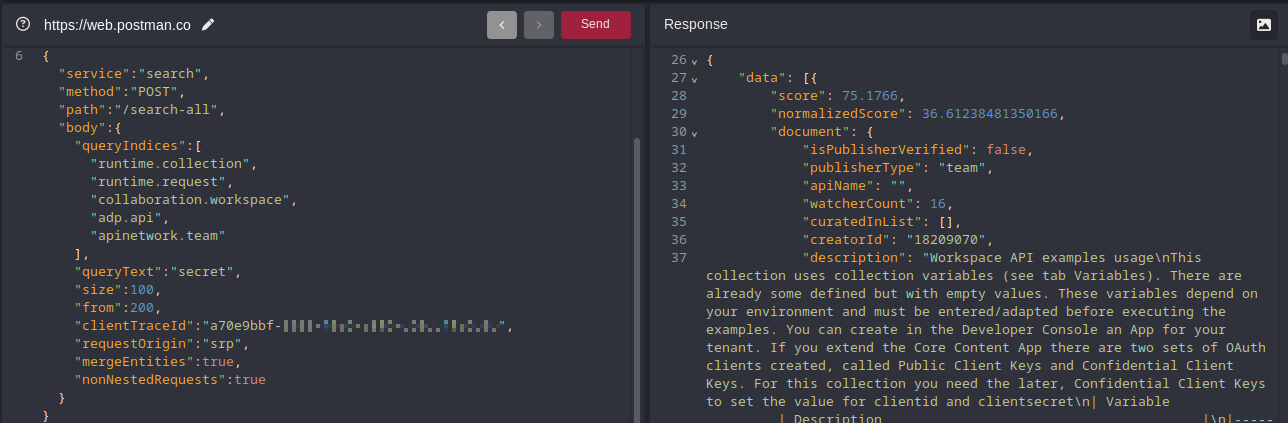 https://web.postman.co
Send
6 {
"service":"search",
"method":"POST",
"path":"/search-all",
"body":{
"queryIndices":[
"runtime.collection",
"runtime.request",
"collaboration.workspace",
"adp.api",
"apinetwork.team"
],
"queryText":"secret",
"size":100,
"from":200,
"clientTraceId":"a70e9bbf-",
"requestOrigin":"srp",
"mergeEntities":true,
"nonNestedRequests":true
}
}
Response
26 {
27 "data": [{
28 "score": 75.1766,
29 "normalizedScore": 36.61238481350166,
30 "document": {
31 "isPublisherVerified": false,
32 "publisherType": "team",
33 "apiName": "",
34 "watcherCount": 16,
35 "curatedInList": [],
36 "creatorId": "18209070",
37 "description": "Workspace API examples usage\nThis
collection uses collection variables (see tab Variables). There are
already some defined but with empty values. These variables depend on
your environment and must be entered/adapted before executing the
examples. You can create in the Developer Console an App for your
tenant. If you extend the Core Content App there are two sets of OAuth
clients created, called Public Client Keys and Confidential Client
Keys. For this collection you need the later, Confidential Client Keys
to set the value for clientid and clientsecret\n| Variable
| Description |\n|-----